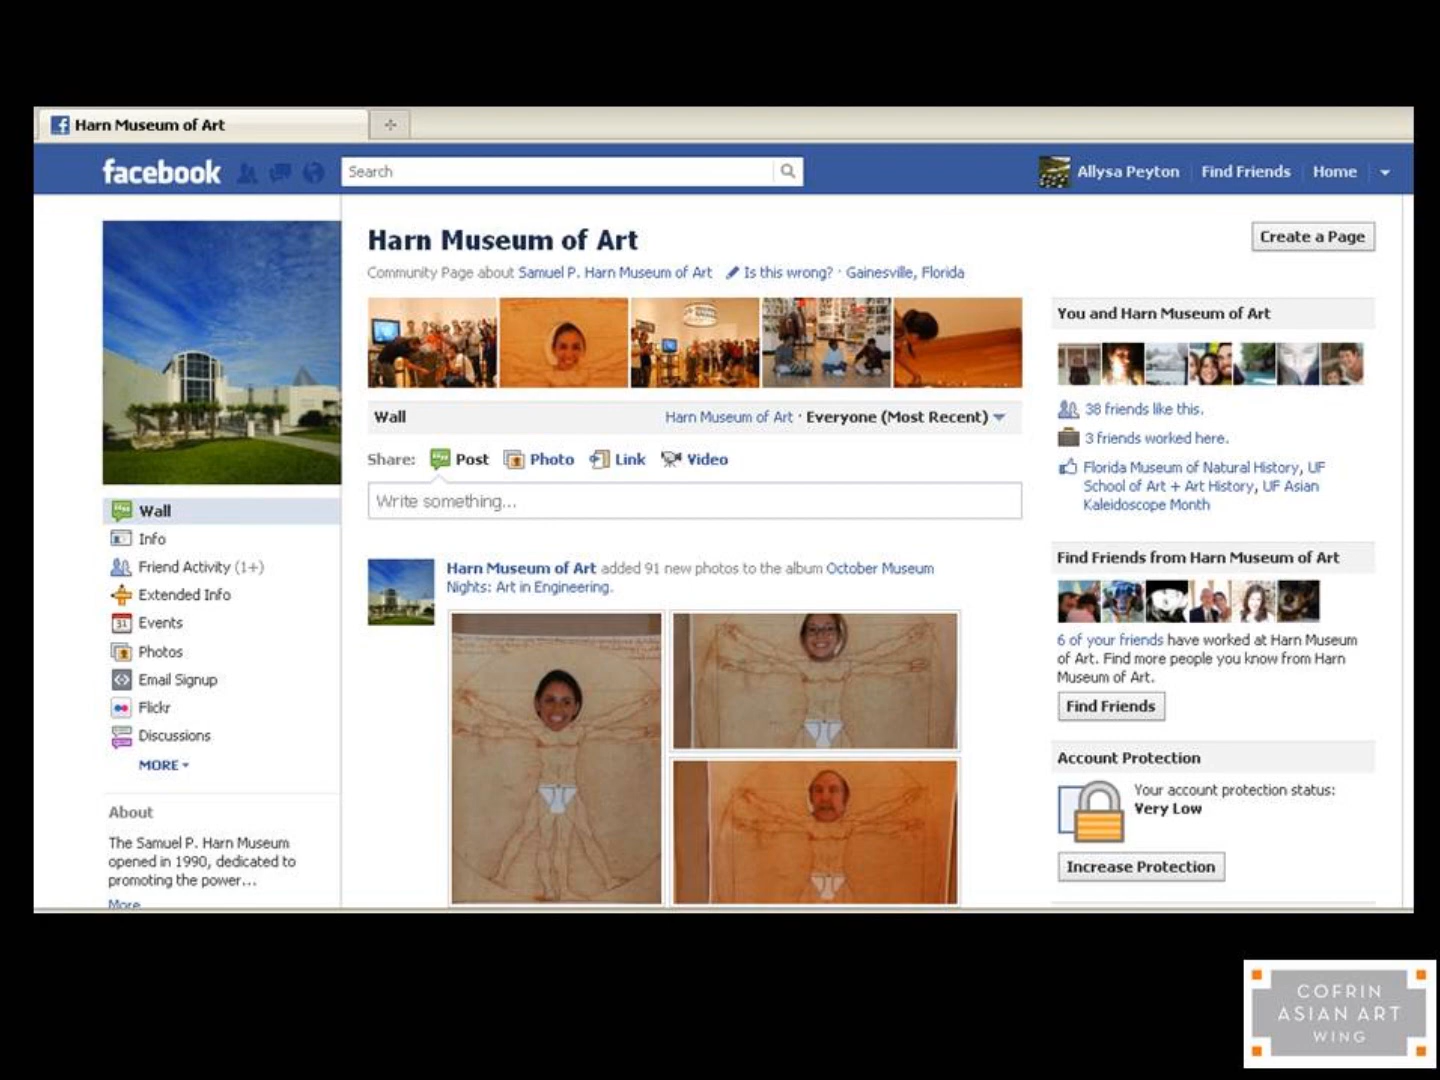 Harn Museum of Art
facebook
Search
Allysa Peyton
Find Friends
Home
Harn Museum of Art
Create a Page
Community Page about Samuel P. Harn Museum of Art
Is this wrong? · Gainesville, Florida
Wall
Harn Museum of Art · Everyone (Most Recent)
Share:
Post
Photo
Link
Video
Write something...
Harn Museum of Art added 91 new photos to the album October Museum
Nights: Art in Engineering.
Wall
Info
Friend Activity (1+)
Extended Info
31
Events
Photos
Email Signup
Flickr
Discussions
MORE
About
The Samuel P. Harn Museum
opened in 1990, dedicated to
promoting the power...
More
You and Harn Museum of Art
38 friends like this.
3 friends worked here.
Florida Museum of Natural History, UF
School of Art + Art History, UF Asian
Kaleidoscope Month
Find Friends from Harn Museum of Art
6 of your friends have worked at Harn Museum
of Art. Find more people you know from Harn
Museum of Art.
Find Friends
Account Protection
Your account protection status:
Very Low
Increase Protection
COFRIN
ASIAN ART
WING